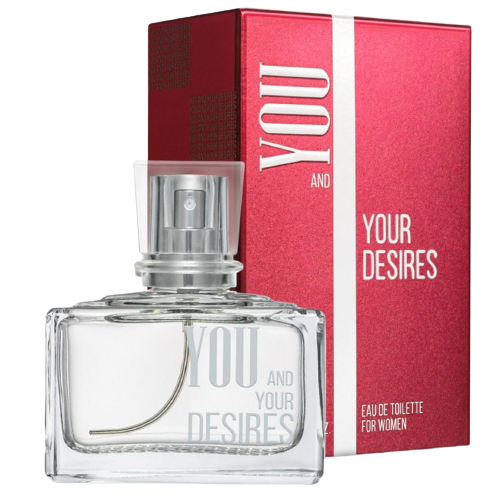 YOU
AND
YOUR
DESIRES
EAU DE TOILETTE
FOR WOMEN
YOU AND
YOUR
DESIRES